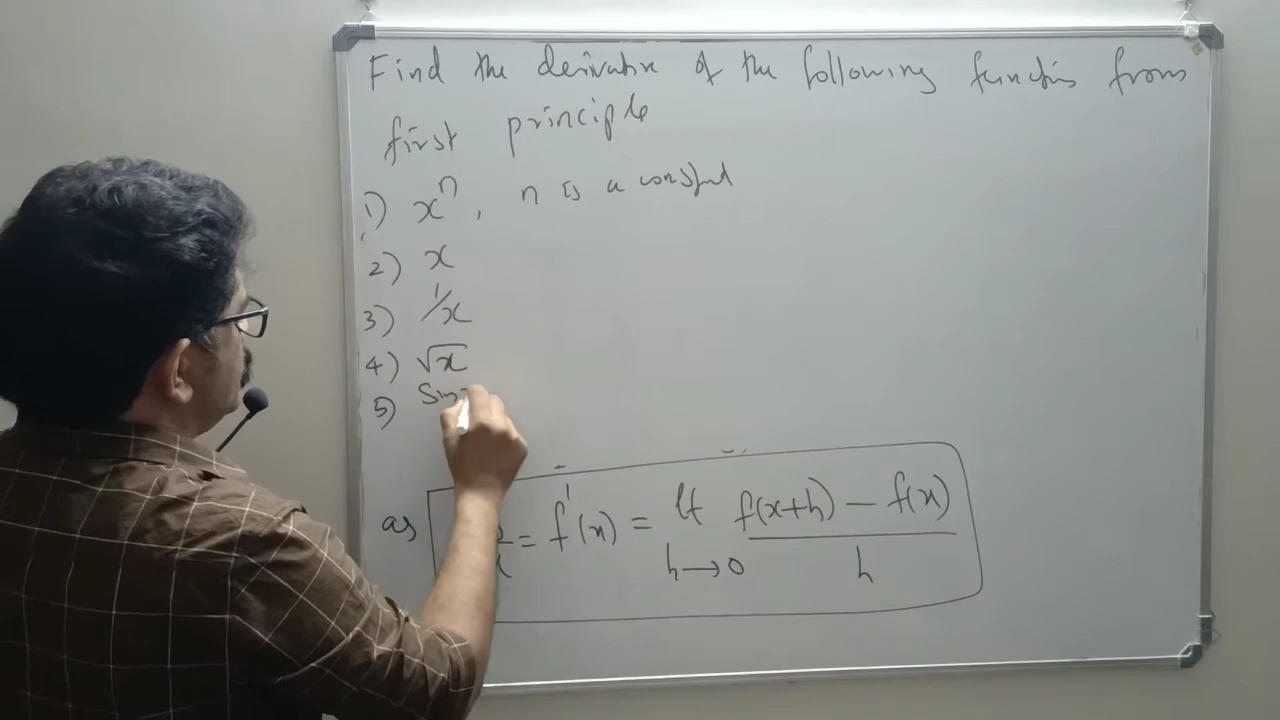 Find the derivative of the following functions from
first principle
1) xⁿ, n is a constant
2) x
3) 1/x
4) √x
5) Sin
as = f'(x) = lt h→0 f(x+h) − f(x) / h